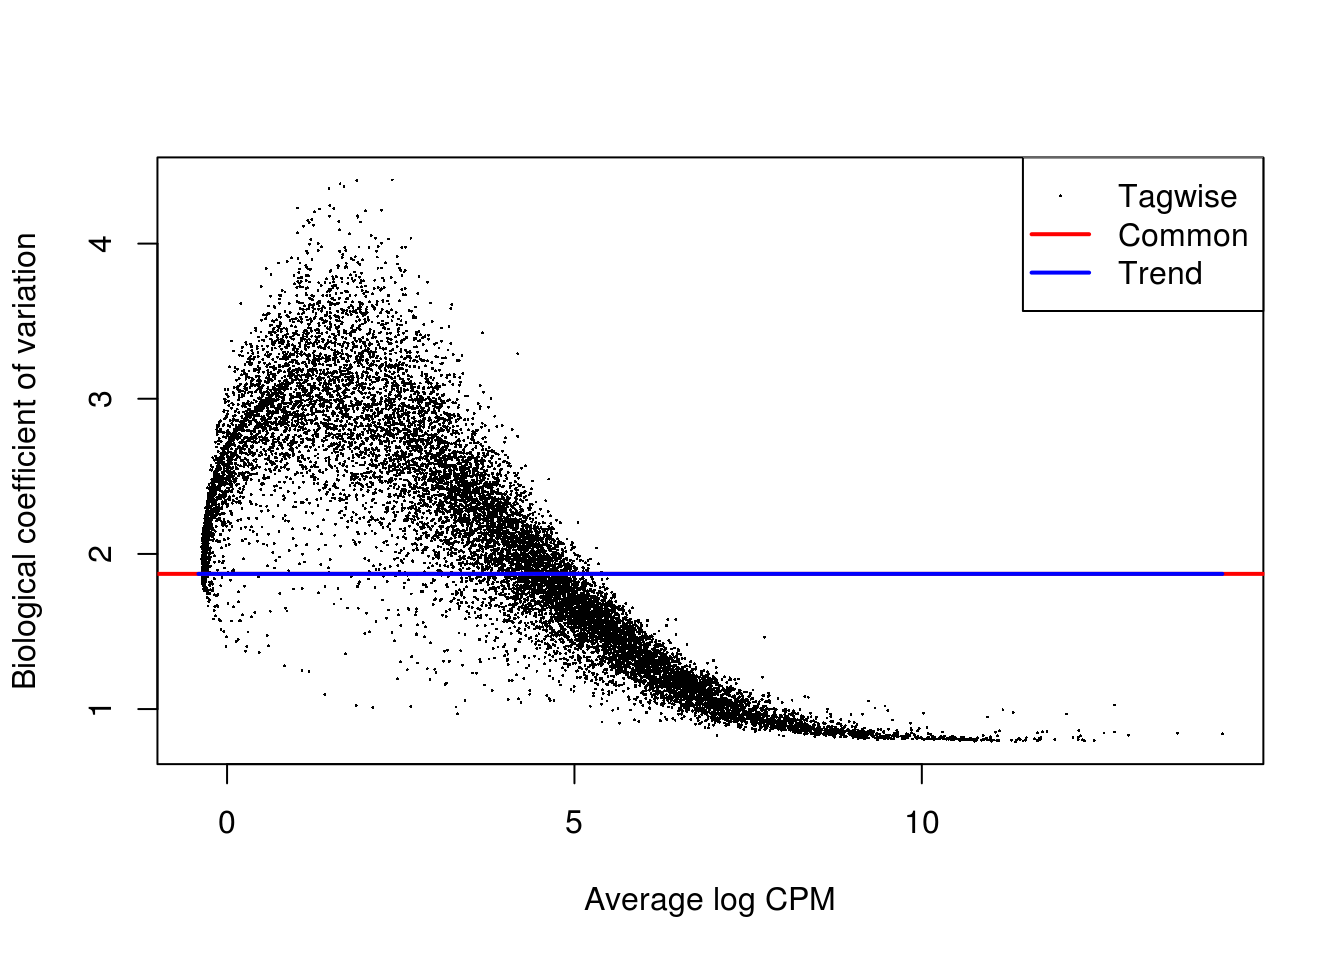 Tagwise
Common
Trend
Biological coefficient of variation
4
3
2
1
0 5 10
Average log CPM